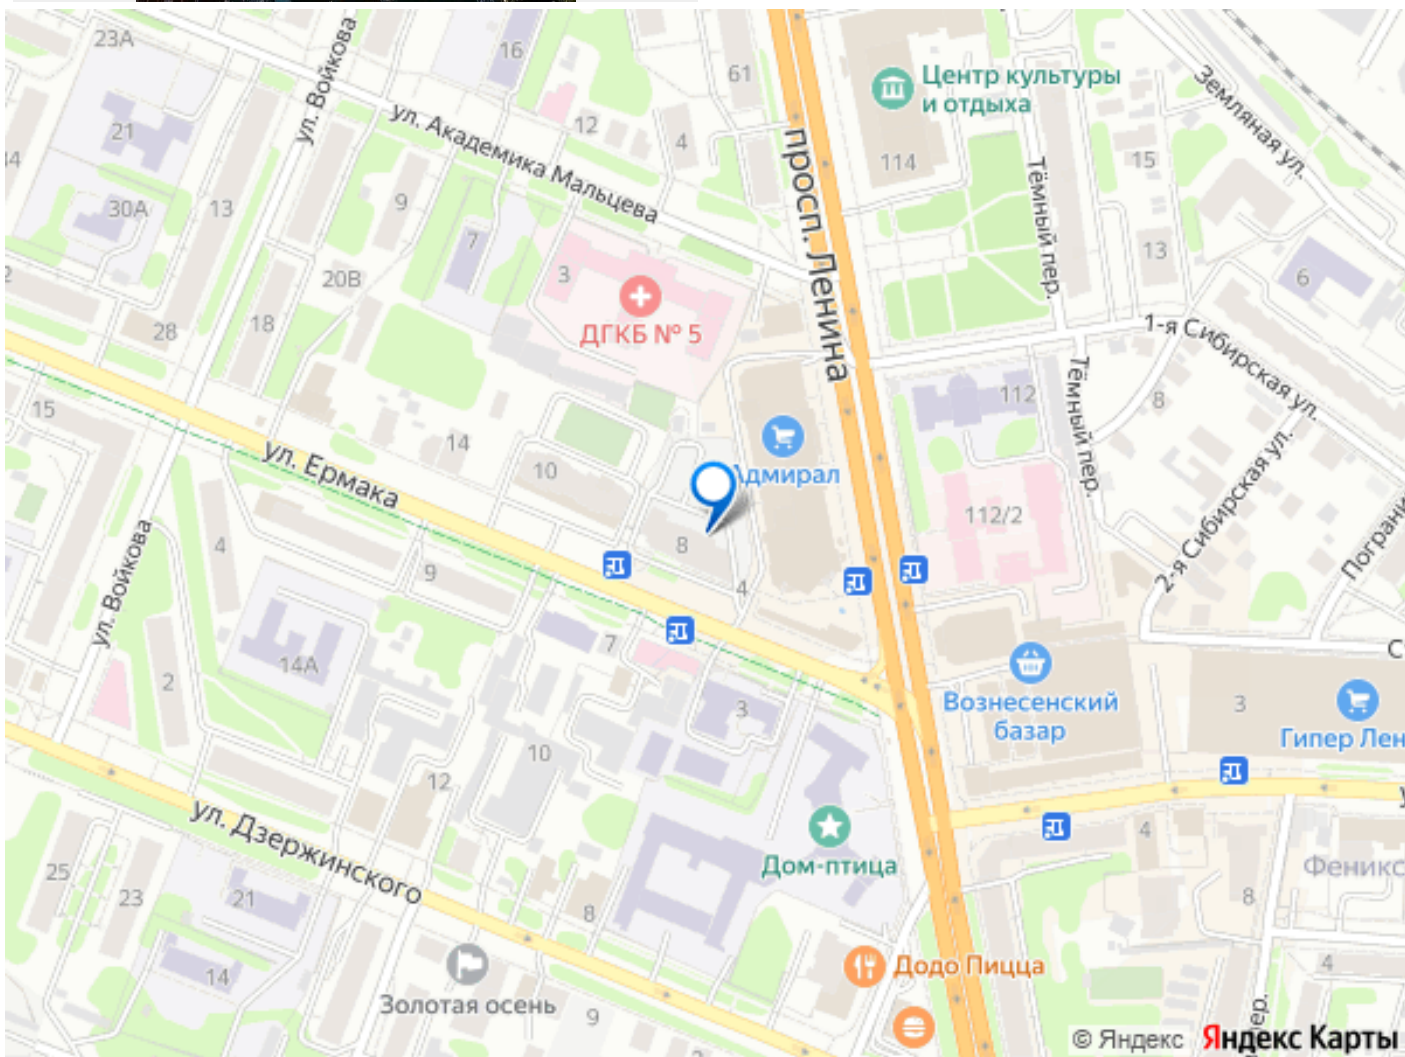 23А
ул. Войкова
16
61
Центр культуры
и отдыха
Земляная ул.
21
ул. Академика Мальцева
12
4
просп. Ленина
114
Тёмный пер.
15
34
30А
13
9
7
13
20В
3
ДГКБ № 5
6
28
18
1-я Сибирская ул.
15
ул. Ермака
14
10
Адмирал
112
Тёмный пер.
8
2-я Сибирская ул.
112/2
8
4
9
4
ул. Войкова
14А
7
2
3
Вознесенский
базар
3
Гипер Лен
10
12
ул. Дзержинского
Дом-птица
4
Феникс
25
23
21
8
8
14
Золотая осень
9
Додо Пицца
4
пер.
© Яндекс
Яндекс Карты